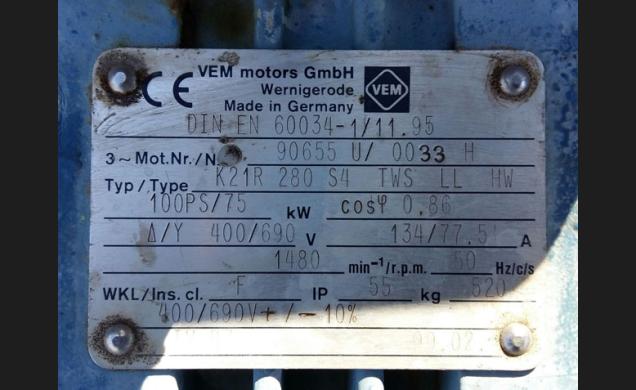 CE VEM motors GmbH
Wernigerode VEM
Made in Germany
DIN EN 60034-1/11.95
3~Mot.Nr./N. 90655 U/ 0033 H
Typ/Type K21R 280 S4 TWS LL HW
100PS/75 kW cosφ 0,86
Δ/Y 400/690 V 134/77.5 A
1480 min⁻¹/r.p.m. 50 Hz/c/s
WKL/Ins. cl. F IP 55 kg 520
400/690V+/-10%